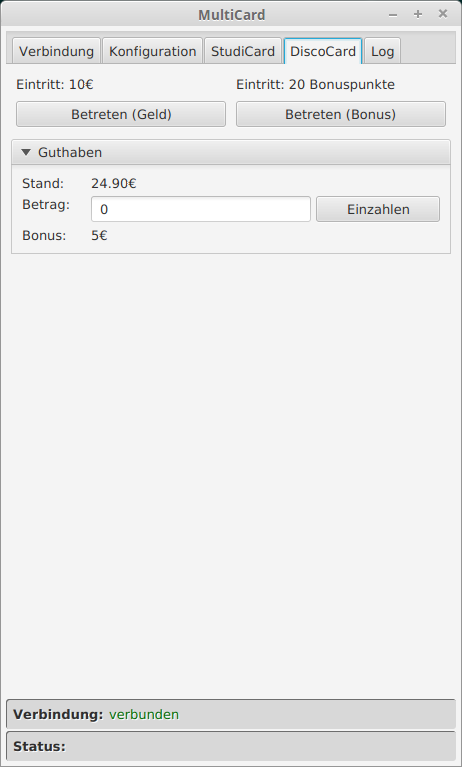 MultiCard
Verbindung Konfiguration StudiCard DiscoCard Log
Eintritt: 10€ Eintritt: 20 Bonuspunkte
Betreten (Geld) Betreten (Bonus)
Guthaben
Stand: 24.90€
Betrag: 0 Einzahlen
Bonus: 5€
Verbindung: verbunden
Status: